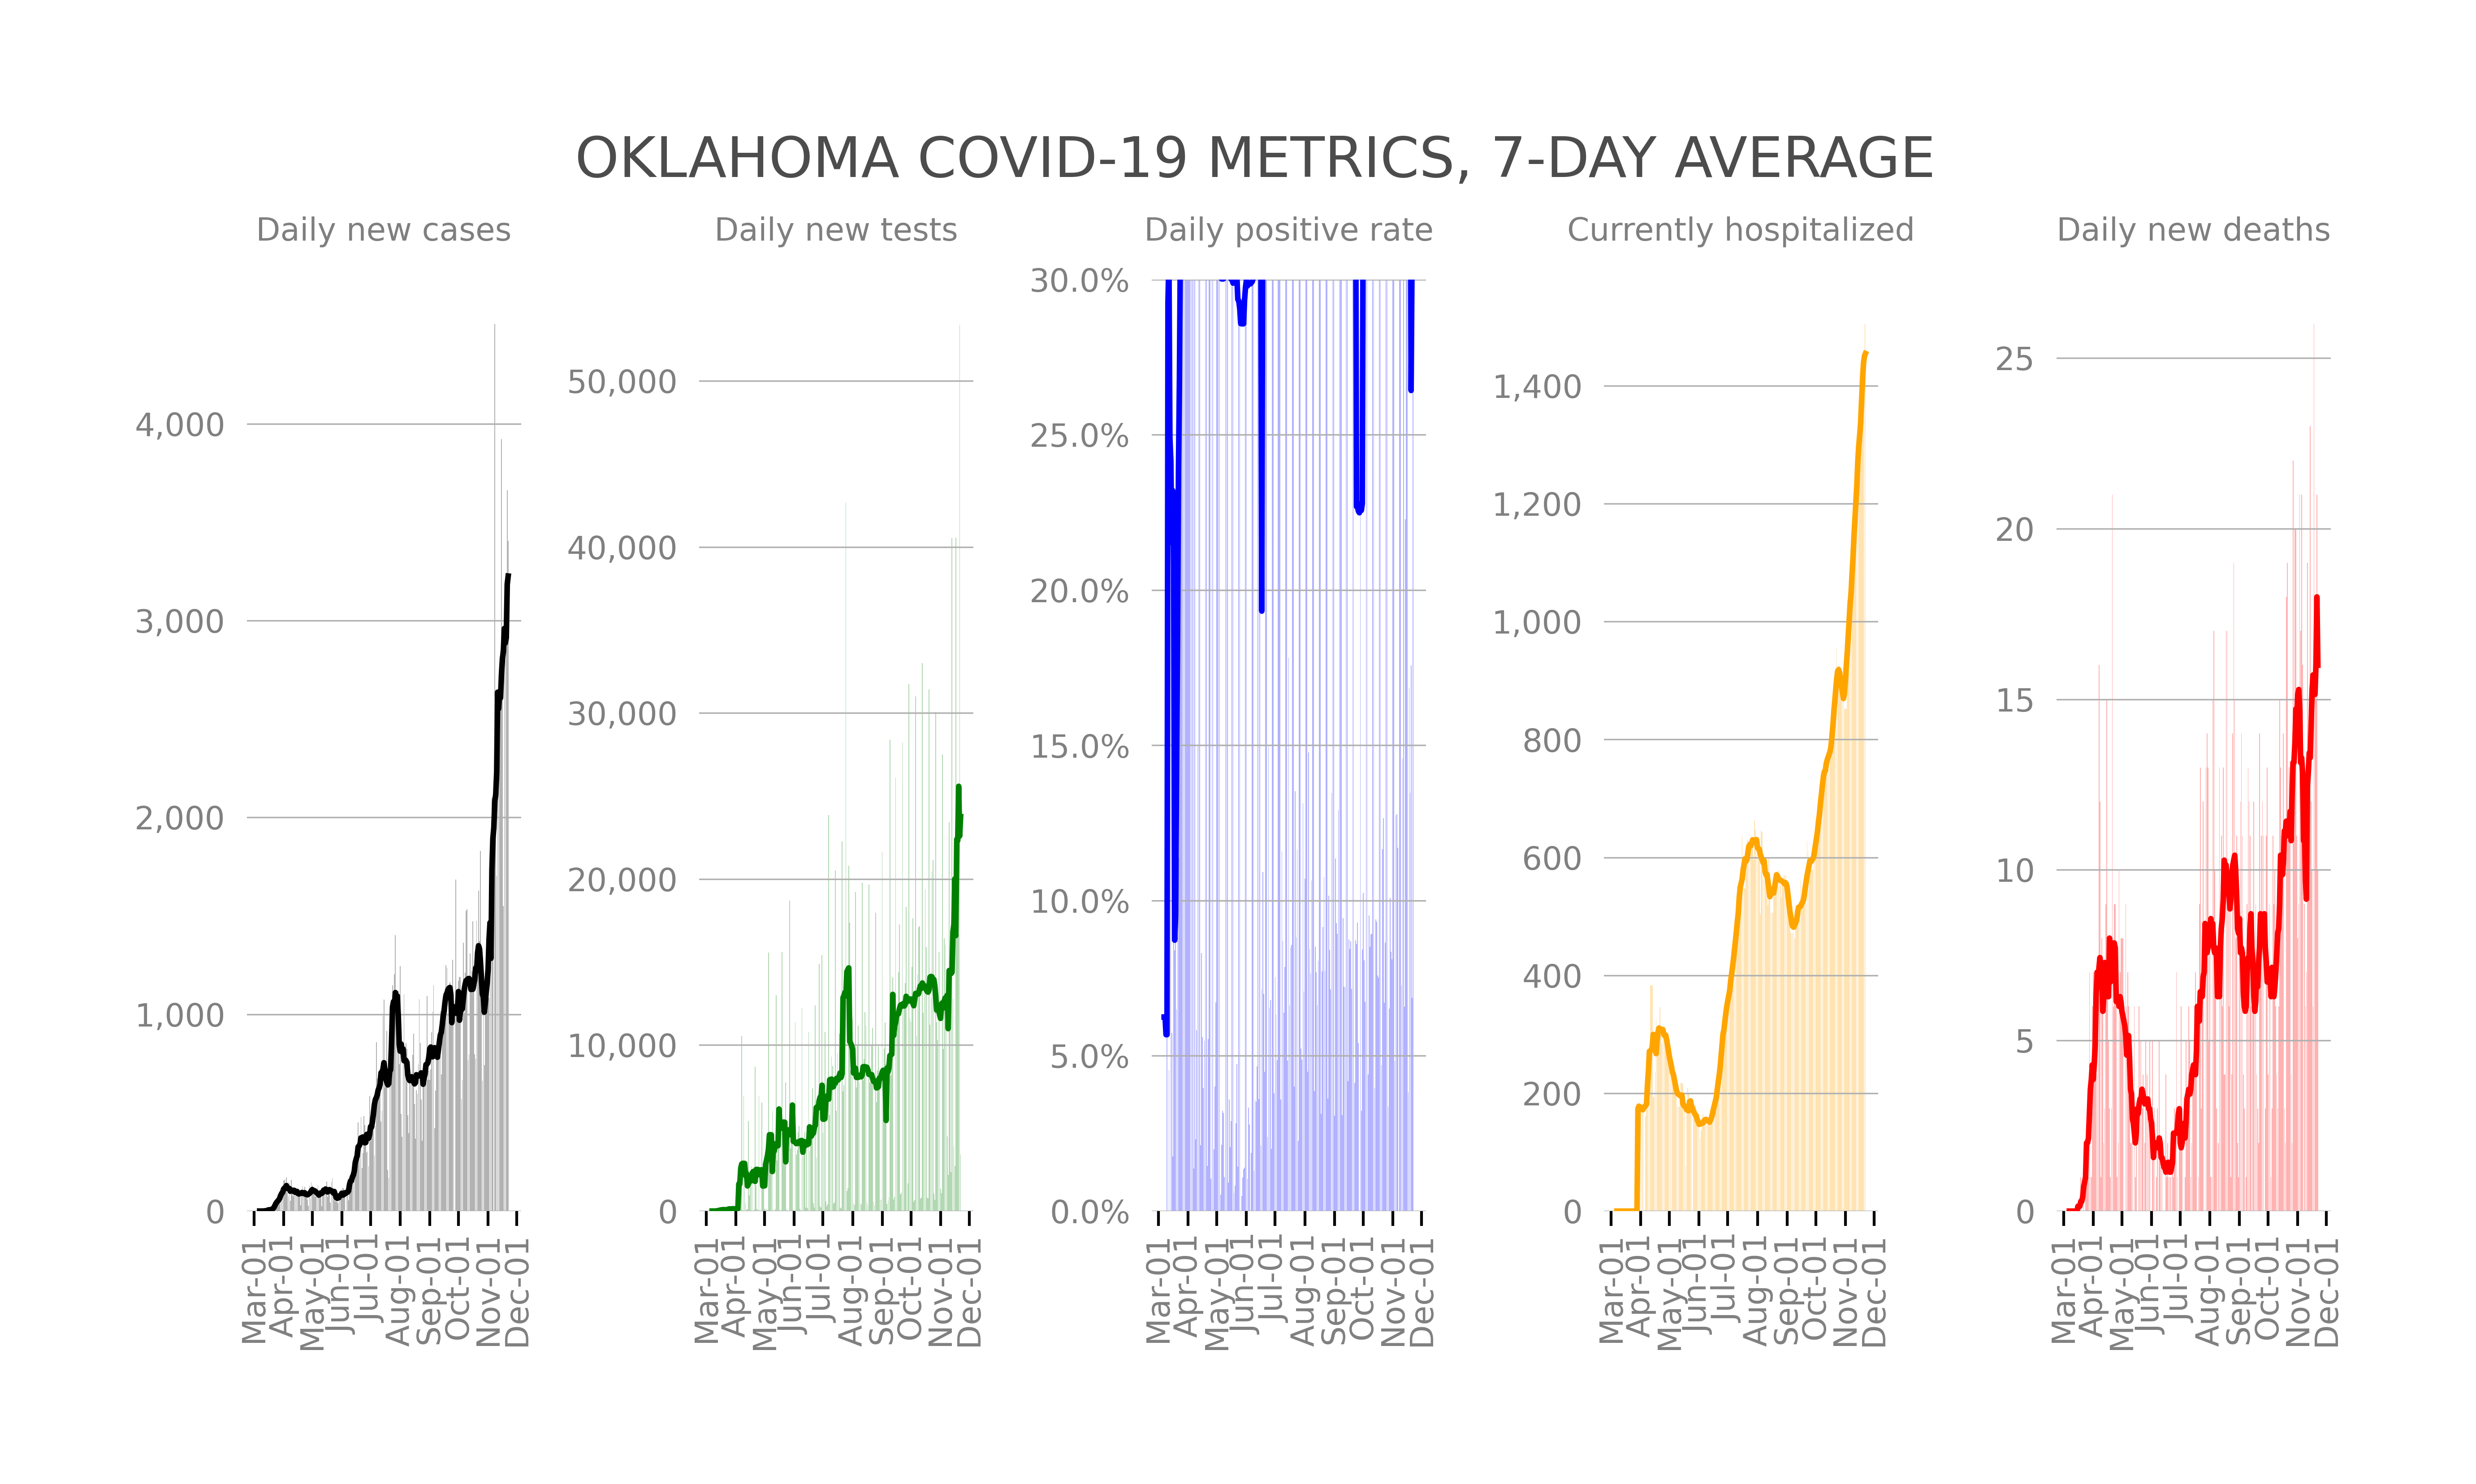 OKLAHOMA COVID-19 METRICS, 7-DAY AVERAGE
Daily new cases
4,000
3,000
2,000
1,000
0
Mar-01
Apr-01
May-01
Jun-01
Jul-01
Aug-01
Sep-01
Oct-01
Nov-01
Dec-01
Daily new tests
50,000
40,000
30,000
20,000
10,000
0
Mar-01
Apr-01
May-01
Jun-01
Jul-01
Aug-01
Sep-01
Oct-01
Nov-01
Dec-01
Daily positive rate
30.0%
25.0%
20.0%
15.0%
10.0%
5.0%
0.0%
Mar-01
Apr-01
May-01
Jun-01
Jul-01
Aug-01
Sep-01
Oct-01
Nov-01
Dec-01
Currently hospitalized
1,400
1,200
1,000
800
600
400
200
0
Mar-01
Apr-01
May-01
Jun-01
Jul-01
Aug-01
Sep-01
Oct-01
Nov-01
Dec-01
Daily new deaths
25
20
15
10
5
0
Mar-01
Apr-01
May-01
Jun-01
Jul-01
Aug-01
Sep-01
Oct-01
Nov-01
Dec-01